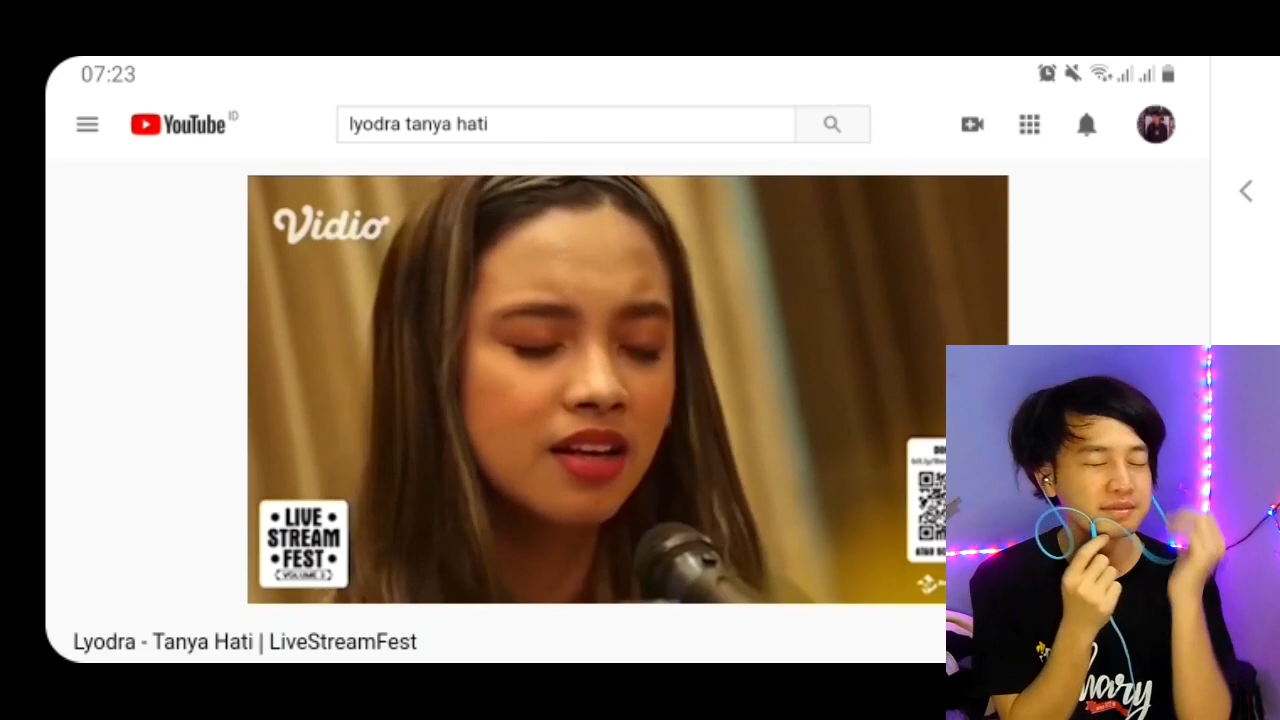 07:23
YouTube ID
lyodra tanya hati
Vidio
LIVE
STREAM
FEST
Lyodra - Tanya Hati | LiveStreamFest